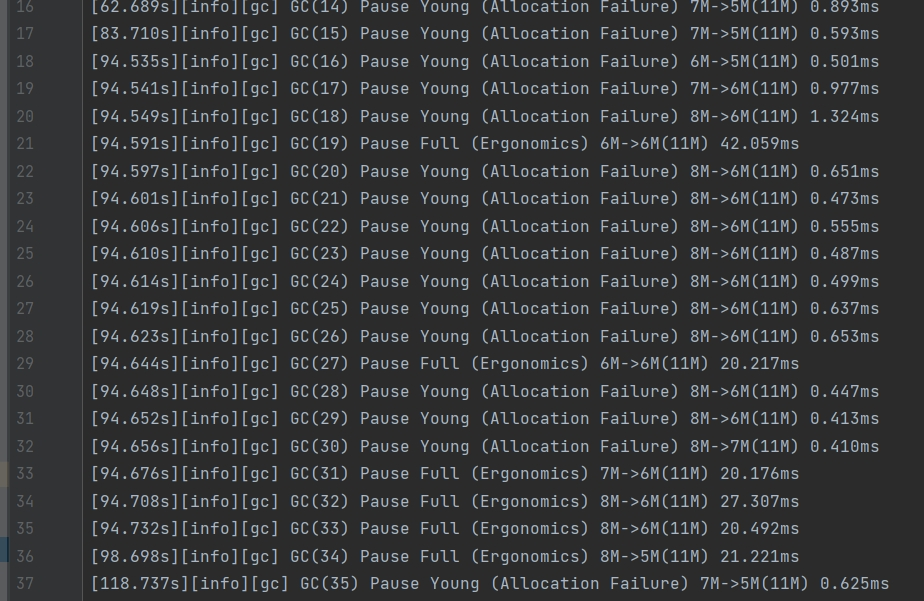 16 [62.689s][info][gc] GC(14) Pause Young (Allocation Failure) 7M->5M(11M) 0.893ms
17 [83.710s][info][gc] GC(15) Pause Young (Allocation Failure) 7M->5M(11M) 0.593ms
18 [94.535s][info][gc] GC(16) Pause Young (Allocation Failure) 6M->5M(11M) 0.501ms
19 [94.541s][info][gc] GC(17) Pause Young (Allocation Failure) 7M->6M(11M) 0.977ms
20 [94.549s][info][gc] GC(18) Pause Young (Allocation Failure) 8M->6M(11M) 1.324ms
21 [94.591s][info][gc] GC(19) Pause Full (Ergonomics) 6M->6M(11M) 42.059ms
22 [94.597s][info][gc] GC(20) Pause Young (Allocation Failure) 8M->6M(11M) 0.651ms
23 [94.601s][info][gc] GC(21) Pause Young (Allocation Failure) 8M->6M(11M) 0.473ms
24 [94.606s][info][gc] GC(22) Pause Young (Allocation Failure) 8M->6M(11M) 0.555ms
25 [94.610s][info][gc] GC(23) Pause Young (Allocation Failure) 8M->6M(11M) 0.487ms
26 [94.614s][info][gc] GC(24) Pause Young (Allocation Failure) 8M->6M(11M) 0.499ms
27 [94.619s][info][gc] GC(25) Pause Young (Allocation Failure) 8M->6M(11M) 0.637ms
28 [94.623s][info][gc] GC(26) Pause Young (Allocation Failure) 8M->6M(11M) 0.653ms
29 [94.644s][info][gc] GC(27) Pause Full (Ergonomics) 6M->6M(11M) 20.217ms
30 [94.648s][info][gc] GC(28) Pause Young (Allocation Failure) 8M->6M(11M) 0.447ms
31 [94.652s][info][gc] GC(29) Pause Young (Allocation Failure) 8M->6M(11M) 0.413ms
32 [94.656s][info][gc] GC(30) Pause Young (Allocation Failure) 8M->7M(11M) 0.410ms
33 [94.676s][info][gc] GC(31) Pause Full (Ergonomics) 7M->6M(11M) 20.176ms
34 [94.708s][info][gc] GC(32) Pause Full (Ergonomics) 8M->6M(11M) 27.307ms
35 [94.732s][info][gc] GC(33) Pause Full (Ergonomics) 8M->6M(11M) 20.492ms
36 [98.698s][info][gc] GC(34) Pause Full (Ergonomics) 8M->5M(11M) 21.221ms
37 [118.737s][info][gc] GC(35) Pause Young (Allocation Failure) 7M->5M(11M) 0.625ms